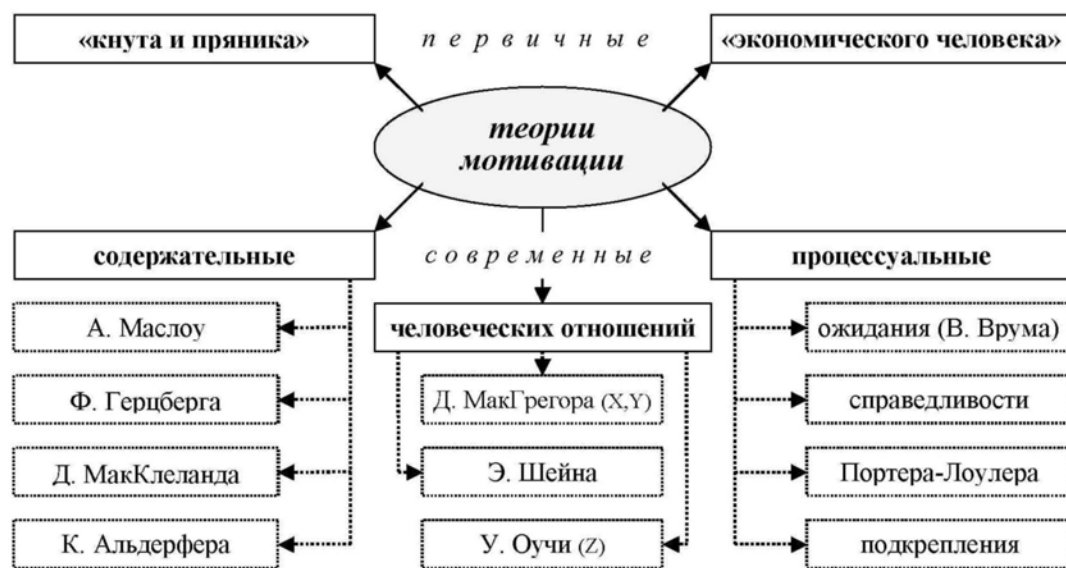 «кнута и пряника»
первичные
«экономического человека»
теории
мотивации
содержательные
современные
процессуальные
А. Маслоу
человеческих отношений
ожидания (В. Врума)
Ф. Герцберга
Д. МакГрегора (X,Y)
справедливости
Д. МакКлеланда
Э. Шейна
Портера-Лоулера
К. Альдерфера
У. Оучи (Z)
подкрепления